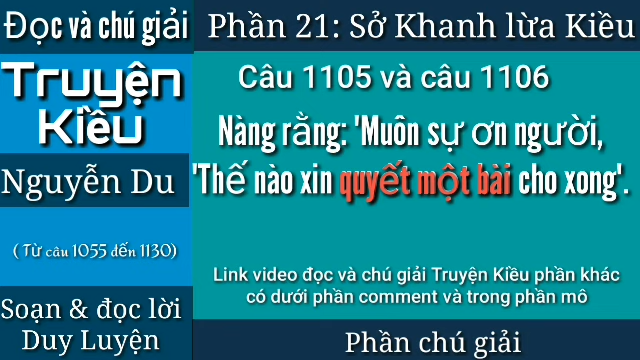 Đọc và chú giải
Truyện
Kiều
Nguyễn Du
( Từ câu 1055 đến 1130)
Soạn & đọc lời
Duy Luyện
Phần 21: Sở Khanh lừa Kiều
Câu 1105 và câu 1106
Nàng rằng: 'Muôn sự ơn người,
'Thế nào xin quyết một bài cho xong'.
Link video đọc và chú giải Truyện Kiều phần khác
có dưới phần comment và trong phần mô
Phần chú giải